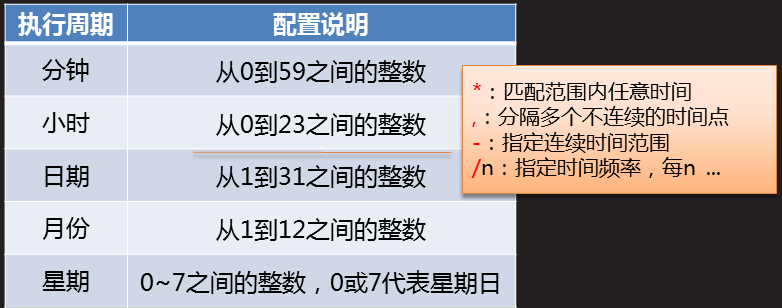 执行周期 配置说明
分钟 从0到59之间的整数
小时 从0到23之间的整数
日期 从1到31之间的整数
月份 从1到12之间的整数
星期 0~7之间的整数，0或7代表星期日
*：匹配范围内任意时间
,：分隔多个不连续的时间点
-：指定连续时间范围
/n：指定时间频率，每n ...